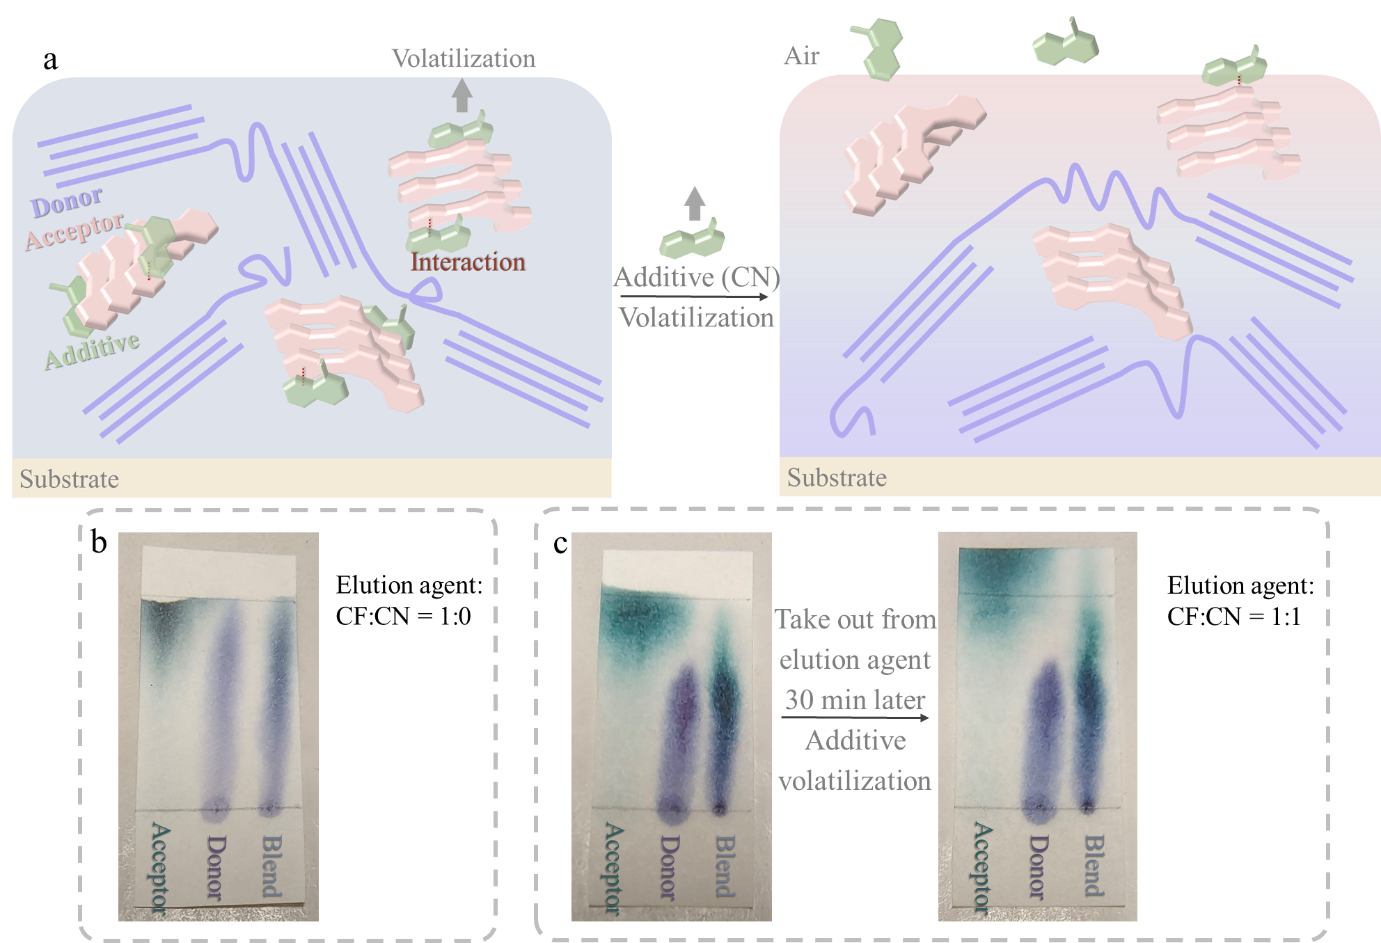 a
Volatilization
Air
Donor
Acceptor
Interaction
Additive
Additive (CN)
Volatilization
Substrate
Substrate
b
Elution agent:
CF:CN = 1:0
Acceptor
Donor
Blend
c
Take out from
elution agent
30 min later
Additive
volatilization
Elution agent:
CF:CN = 1:1
Acceptor
Donor
Blend
Acceptor
Donor
Blend